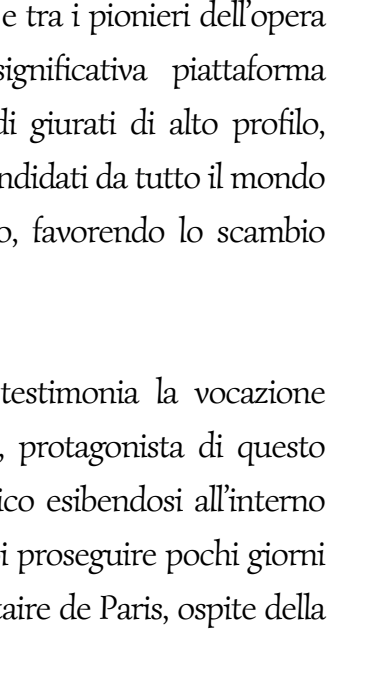 e tra i pionieri dell’opera
significativa piattaforma
di giurati di alto profilo,
ndidati da tutto il mondo
o, favorendo lo scambio
testimonia la vocazione
, protagonista di questo
ico esibendosi all’interno
i proseguire pochi giorni
taire de Paris, ospite della